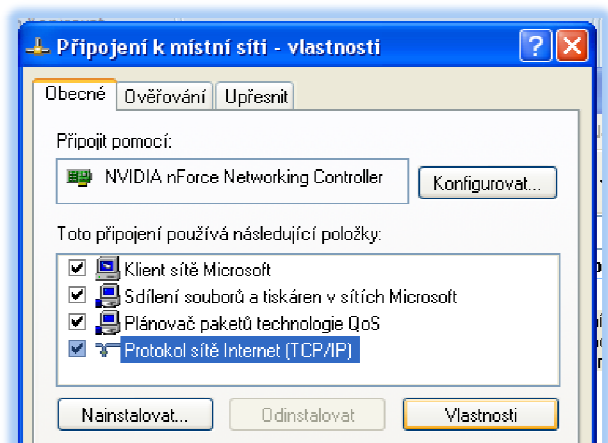 Připojení k místní síti - vlastnosti
Obecné Ověřování Upřesnit
Připojit pomocí:
NVIDIA nForce Networking Controller
Konfigurovat...
Toto připojení používá následující položky:
Klient sítě Microsoft
Sdílení souborů a tiskáren v sítích Microsoft
Plánovač paketů technologie QoS
Protokol sítě Internet (TCP/IP)
Nainstalovat... Odinstalovat Vlastnosti